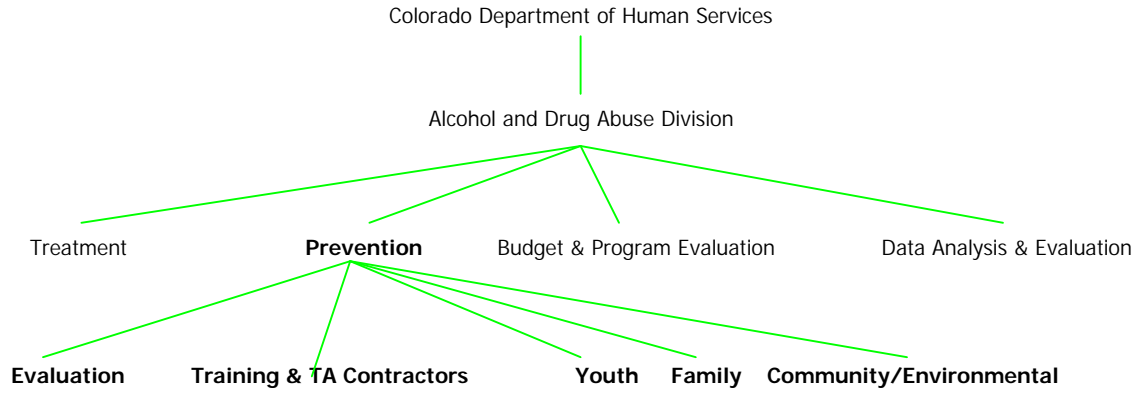 Colorado Department of Human Services
Alcohol and Drug Abuse Division
Treatment Prevention Budget & Program Evaluation Data Analysis & Evaluation
Evaluation Training & TA Contractors Youth Family Community/Environmental